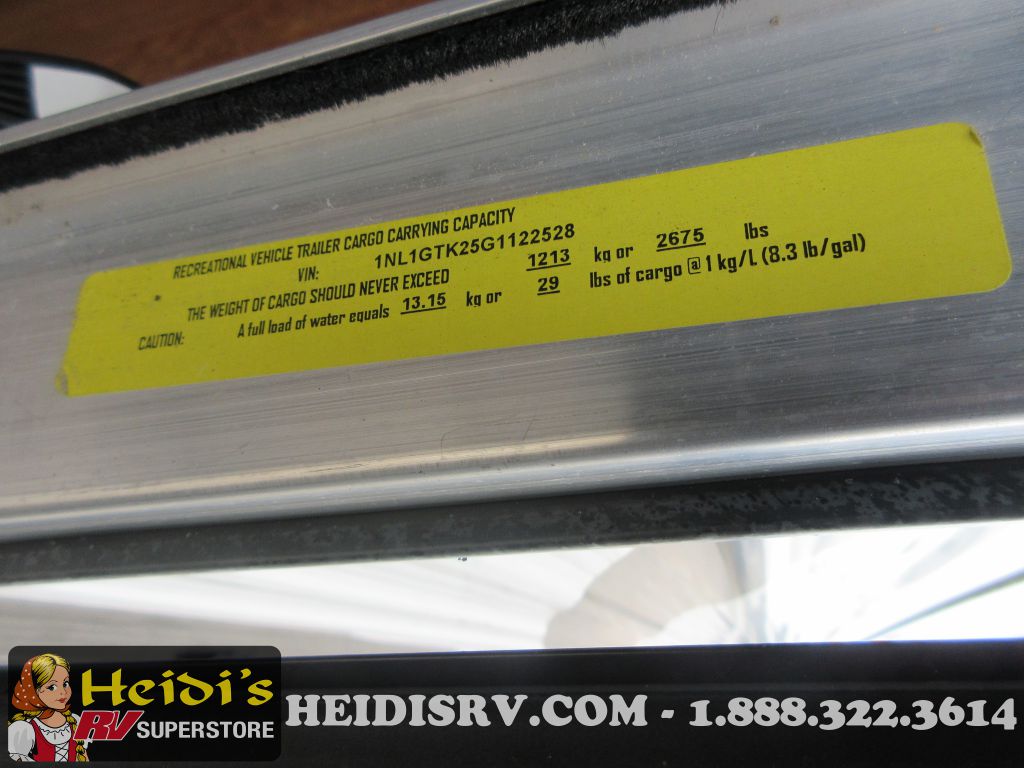 RECREATIONAL VEHICLE TRAILER CARGO CARRYING CAPACITY
VIN: 1NL1GTK25G1122528
THE WEIGHT OF CARGO SHOULD NEVER EXCEED 1213 kg or 2675 lbs
CAUTION: A full load of water equals 13.15 kg or 29 lbs of cargo @ 1 kg/L (8.3 lb/gal)
Heidi's
RV SUPERSTORE
HEIDISRV.COM - 1.888.322.3614